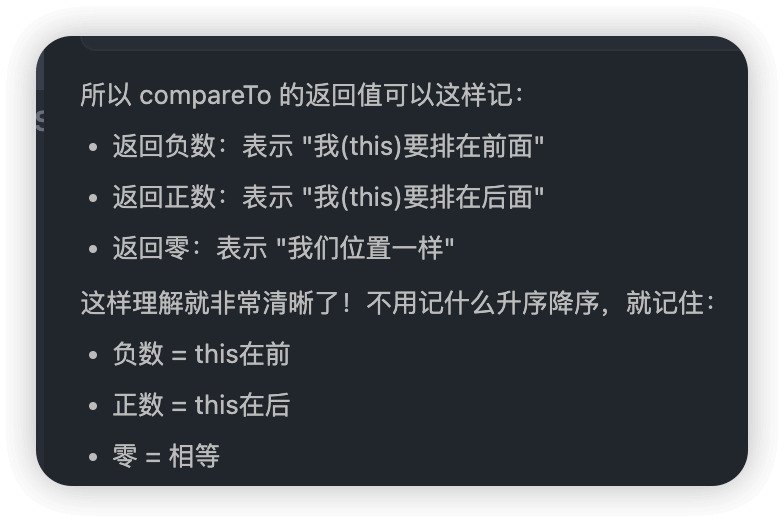 所以 compareTo 的返回值可以这样记：
• 返回负数：表示 "我(this)要排在前面"
• 返回正数：表示 "我(this)要排在后面"
• 返回零：表示 "我们位置一样"
这样理解就非常清晰了！不用记什么升序降序，就记住：
• 负数 = this在前
• 正数 = this在后
• 零 = 相等